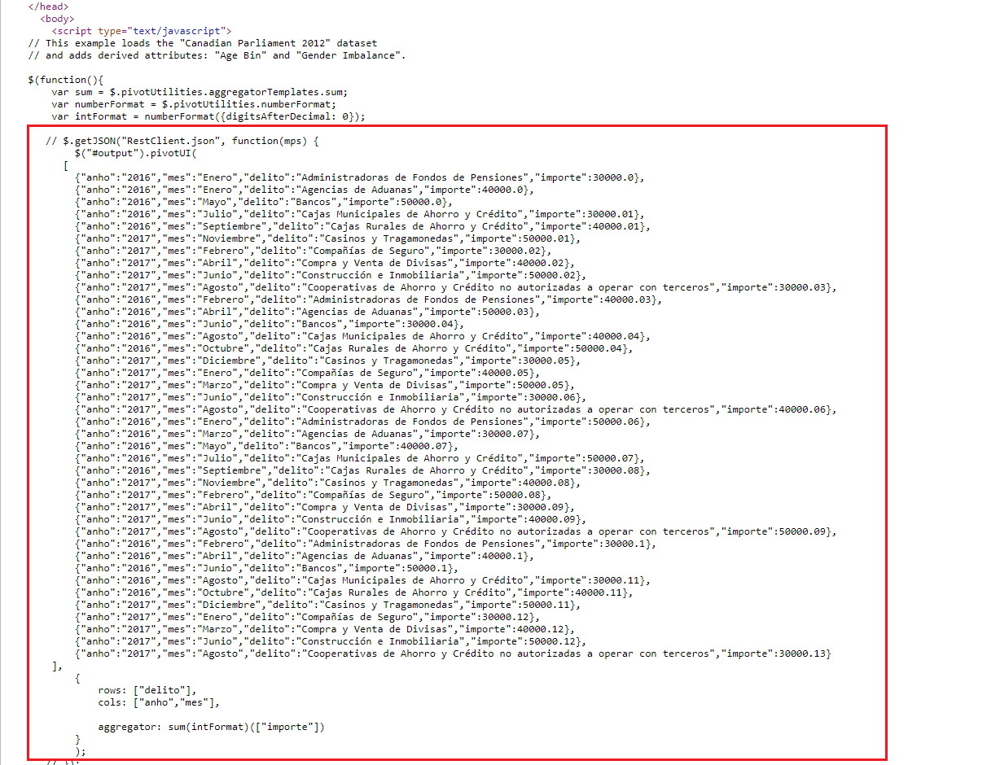 </head>
<body>
<script type="text/javascript">
// This example loads the "Canadian Parliament 2012" dataset
// and adds derived attributes: "Age Bin" and "Gender Imbalance".
$(function(){
var sum = $.pivotUtilities.aggregatorTemplates.sum;
var numberFormat = $.pivotUtilities.numberFormat;
var intFormat = numberFormat({digitsAfterDecimal: 0});
// $.getJSON("RestClient.json", function(mps) {
$("#output").pivotUI(
[
{"anho":"2016","mes":"Enero","delito":"Administradoras de Fondos de Pensiones","importe":30000.0},
{"anho":"2016","mes":"Enero","delito":"Agencias de Aduanas","importe":40000.0},
{"anho":"2016","mes":"Mayo","delito":"Bancos","importe":50000.0},
{"anho":"2016","mes":"Julio","delito":"Cajas Municipales de Ahorro y Crédito","importe":30000.01},
{"anho":"2016","mes":"Septiembre","delito":"Cajas Rurales de Ahorro y Crédito","importe":40000.01},
{"anho":"2017","mes":"Noviembre","delito":"Casinos y Tragamonedas","importe":50000.01},
{"anho":"2017","mes":"Febrero","delito":"Compañías de Seguro","importe":30000.02},
{"anho":"2017","mes":"Abril","delito":"Compra y Venta de Divisas","importe":40000.02},
{"anho":"2017","mes":"Junio","delito":"Construcción e Inmobiliaria","importe":50000.02},
{"anho":"2017","mes":"Agosto","delito":"Cooperativas de Ahorro y Crédito no autorizadas a operar con terceros","importe":30000.03},
{"anho":"2016","mes":"Febrero","delito":"Administradoras de Fondos de Pensiones","importe":40000.03},
{"anho":"2016","mes":"Abril","delito":"Agencias de Aduanas","importe":50000.03},
{"anho":"2016","mes":"Junio","delito":"Bancos","importe":30000.04},
{"anho":"2016","mes":"Agosto","delito":"Cajas Municipales de Ahorro y Crédito","importe":40000.04},
{"anho":"2016","mes":"Octubre","delito":"Cajas Rurales de Ahorro y Crédito","importe":50000.04},
{"anho":"2017","mes":"Diciembre","delito":"Casinos y Tragamonedas","importe":30000.05},
{"anho":"2017","mes":"Enero","delito":"Compañías de Seguro","importe":40000.05},
{"anho":"2017","mes":"Marzo","delito":"Compra y Venta de Divisas","importe":50000.05},
{"anho":"2017","mes":"Junio","delito":"Construcción e Inmobiliaria","importe":30000.06},
{"anho":"2017","mes":"Agosto","delito":"Cooperativas de Ahorro y Crédito no autorizadas a operar con terceros","importe":40000.06},
{"anho":"2016","mes":"Enero","delito":"Administradoras de Fondos de Pensiones","importe":50000.06},
{"anho":"2016","mes":"Marzo","delito":"Agencias de Aduanas","importe":30000.07},
{"anho":"2016","mes":"Mayo","delito":"Bancos","importe":40000.07},
{"anho":"2016","mes":"Julio","delito":"Cajas Municipales de Ahorro y Crédito","importe":50000.07},
{"anho":"2016","mes":"Septiembre","delito":"Cajas Rurales de Ahorro y Crédito","importe":30000.08},
{"anho":"2017","mes":"Noviembre","delito":"Casinos y Tragamonedas","importe":40000.08},
{"anho":"2017","mes":"Febrero","delito":"Compañías de Seguro","importe":50000.08},
{"anho":"2017","mes":"Abril","delito":"Compra y Venta de Divisas","importe":30000.09},
{"anho":"2017","mes":"Junio","delito":"Construcción e Inmobiliaria","importe":40000.09},
{"anho":"2017","mes":"Agosto","delito":"Cooperativas de Ahorro y Crédito no autorizadas a operar con terceros","importe":50000.09},
{"anho":"2016","mes":"Febrero","delito":"Administradoras de Fondos de Pensiones","importe":30000.1},
{"anho":"2016","mes":"Abril","delito":"Agencias de Aduanas","importe":40000.1},
{"anho":"2016","mes":"Junio","delito":"Bancos","importe":50000.1},
{"anho":"2016","mes":"Agosto","delito":"Cajas Municipales de Ahorro y Crédito","importe":30000.11},
{"anho":"2016","mes":"Octubre","delito":"Cajas Rurales de Ahorro y Crédito","importe":40000.11},
{"anho":"2017","mes":"Diciembre","delito":"Casinos y Tragamonedas","importe":50000.11},
{"anho":"2017","mes":"Enero","delito":"Compañías de Seguro","importe":30000.12},
{"anho":"2017","mes":"Marzo","delito":"Compra y Venta de Divisas","importe":40000.12},
{"anho":"2017","mes":"Junio","delito":"Construcción e Inmobiliaria","importe":50000.12},
{"anho":"2017","mes":"Agosto","delito":"Cooperativas de Ahorro y Crédito no autorizadas a operar con terceros","importe":30000.13}
],
{
rows: ["delito"],
cols: ["anho","mes"],
aggregator: sum(intFormat)(["importe"])
}
);
// });